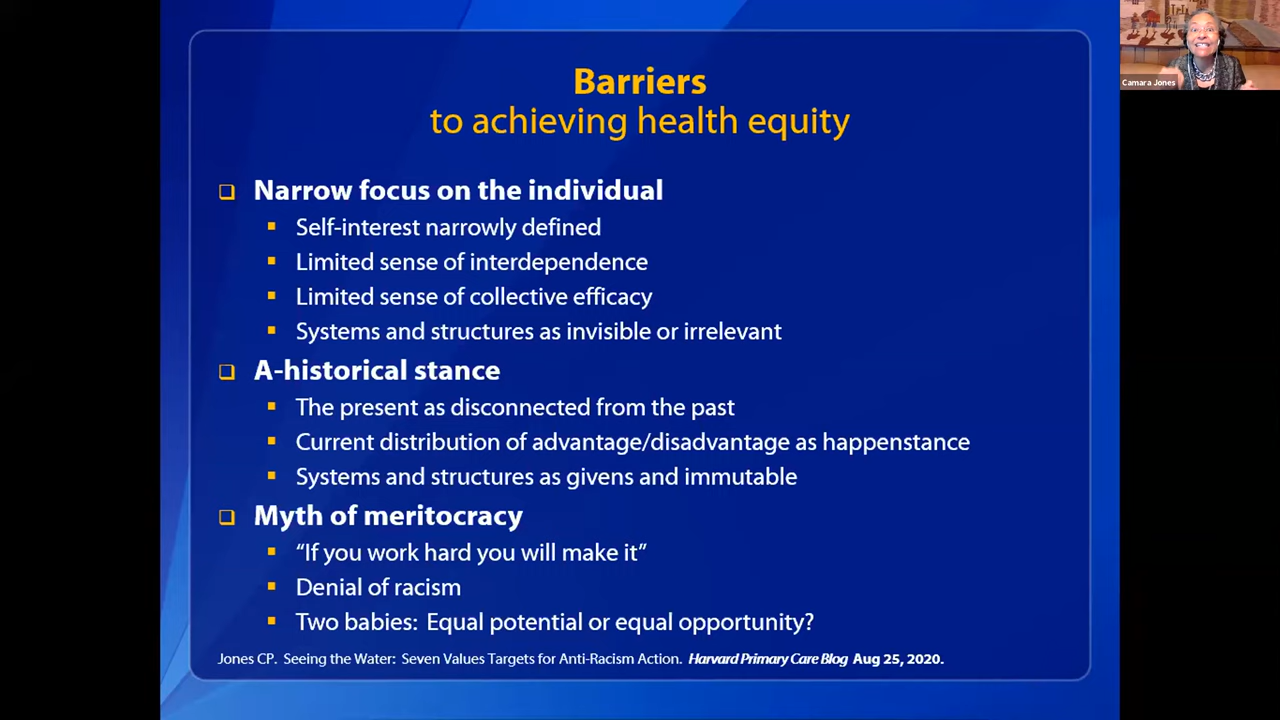 Barriers
to achieving health equity
Narrow focus on the individual
Self-interest narrowly defined
Limited sense of interdependence
Limited sense of collective efficacy
Systems and structures as invisible or irrelevant
A-historical stance
The present as disconnected from the past
Current distribution of advantage/disadvantage as happenstance
Systems and structures as givens and immutable
Myth of meritocracy
“If you work hard you will make it”
Denial of racism
Two babies: Equal potential or equal opportunity?
Jones CP. Seeing the Water: Seven Values Targets for Anti-Racism Action. Harvard Primary Care Blog Aug 25, 2020.
Camara Jones